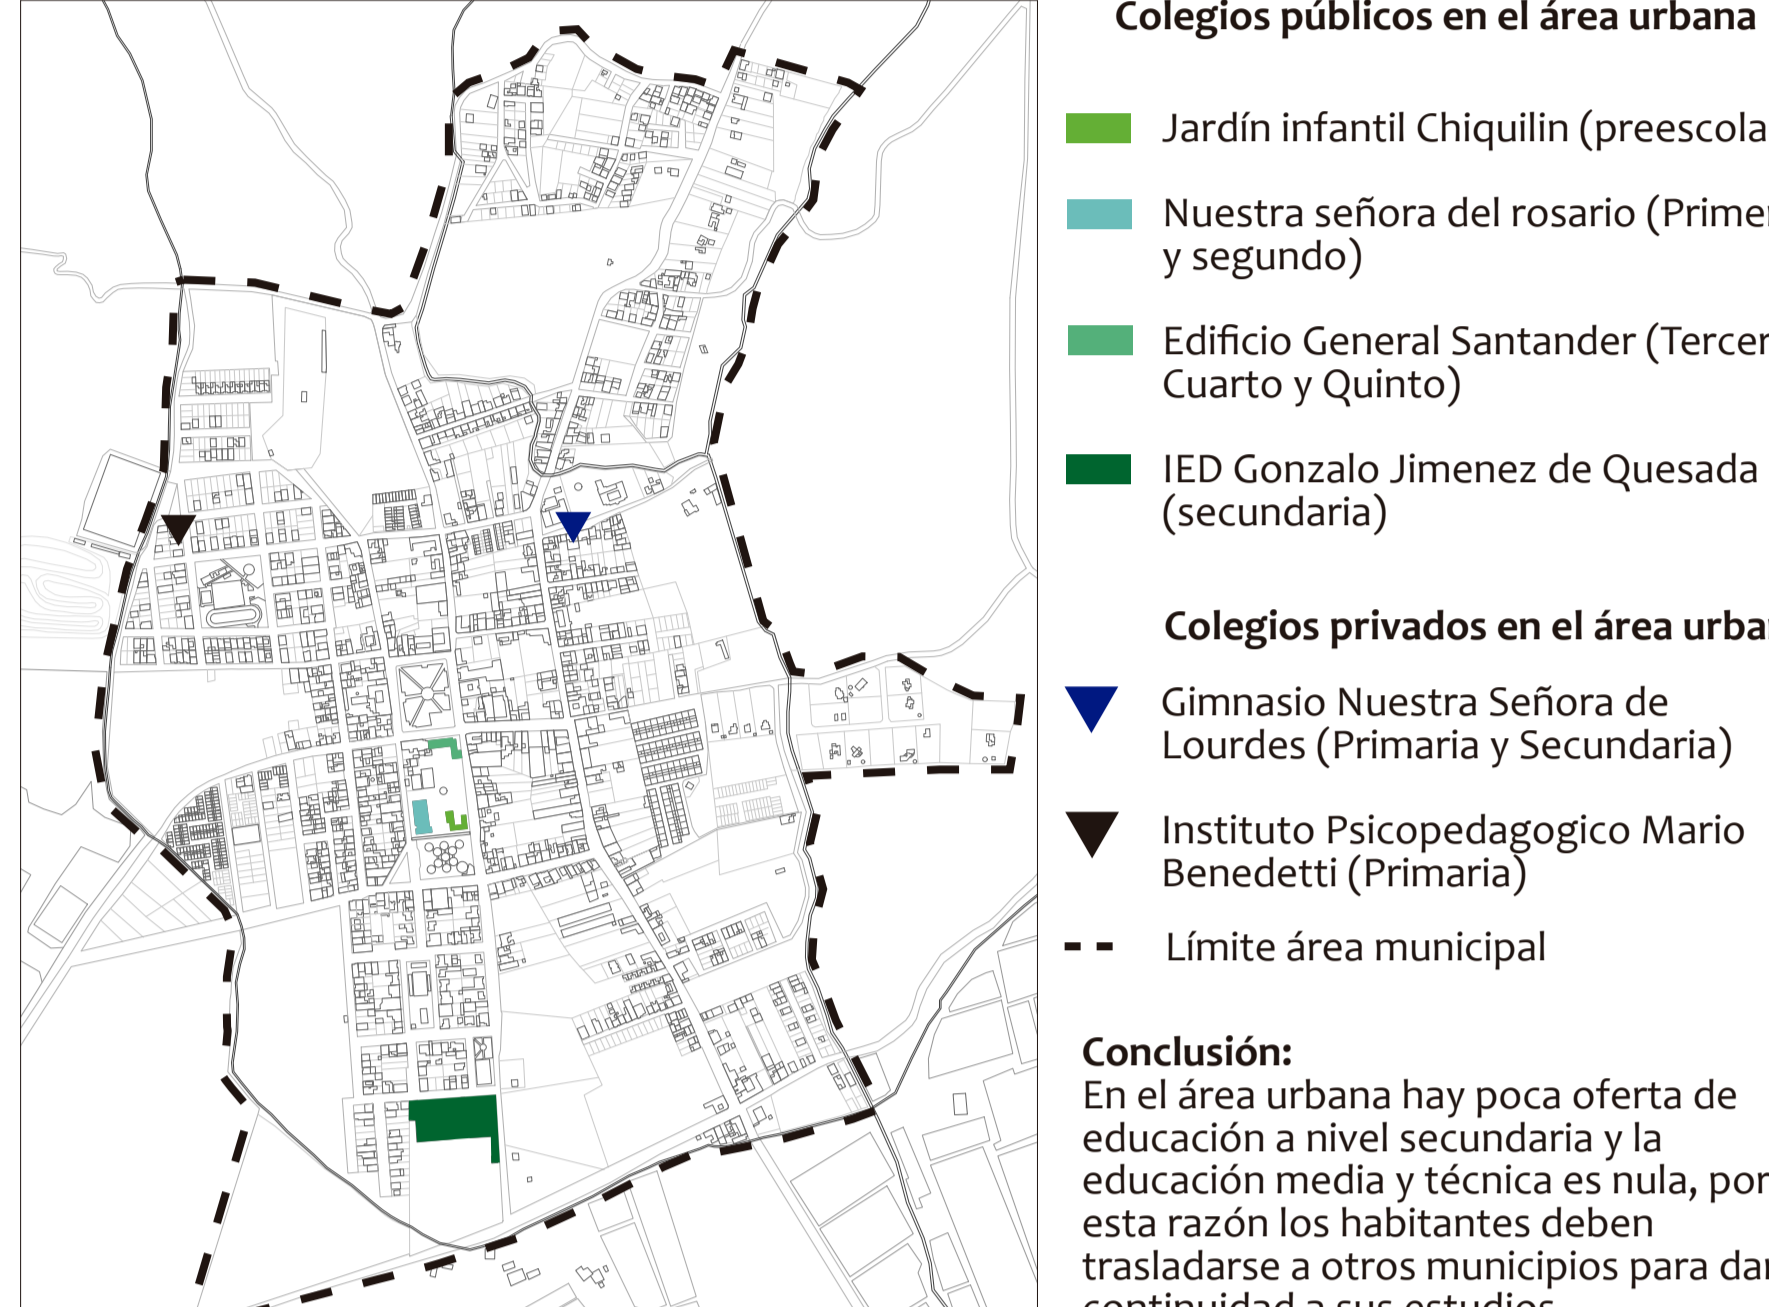 Colegios públicos en el área urbana
Jardín infantil Chiquilin (preescola
Nuestra señora del rosario (Primer
y segundo)
Edificio General Santander (Tercer
Cuarto y Quinto)
IED Gonzalo Jimenez de Quesada
(secundaria)
Colegios privados en el área urba
Gimnasio Nuestra Señora de
Lourdes (Primaria y Secundaria)
Instituto Psicopedagogico Mario
Benedetti (Primaria)
Límite área municipal
Conclusión:
En el área urbana hay poca oferta de
educación a nivel secundaria y la
educación media y técnica es nula, por
esta razón los habitantes deben
trasladarse a otros municipios para dar
continuidad a sus estudios